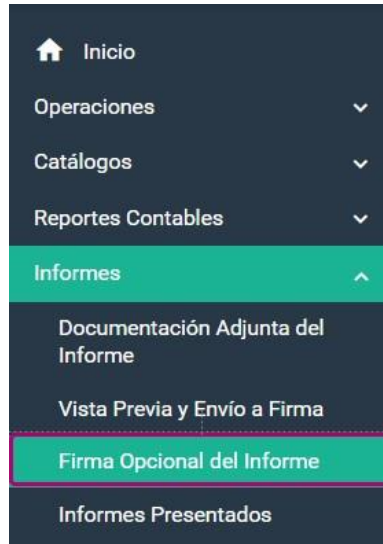 Inicio
Operaciones
Catálogos
Reportes Contables
Informes
Documentación Adjunta del
Informe
Vista Previa y Envío a Firma
Firma Opcional del Informe
Informes Presentados